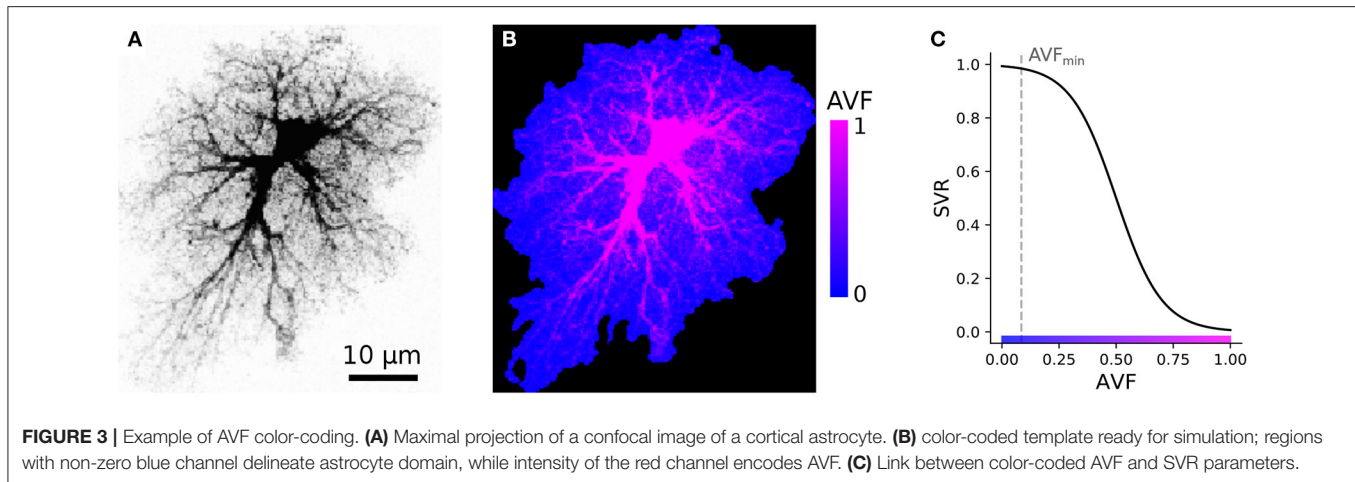 A
10 µm
B
AVF
1
0
C
AVFmin
1.0
0.8
0.6
0.4
0.2
0.0
SVR
0.00 0.25 0.50 0.75 1.00
AVF
FIGURE 3 | Example of AVF color-coding. (A) Maximal projection of a confocal image of a cortical astrocyte. (B) color-coded template ready for simulation; regions
with non-zero blue channel delineate astrocyte domain, while intensity of the red channel encodes AVF. (C) Link between color-coded AVF and SVR parameters.